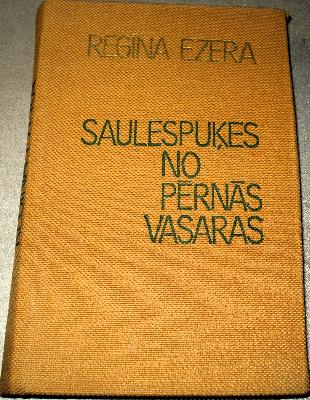 REGINA EZERA
SAULESPUĶES
NO
PĒRNĀS
VASARAS